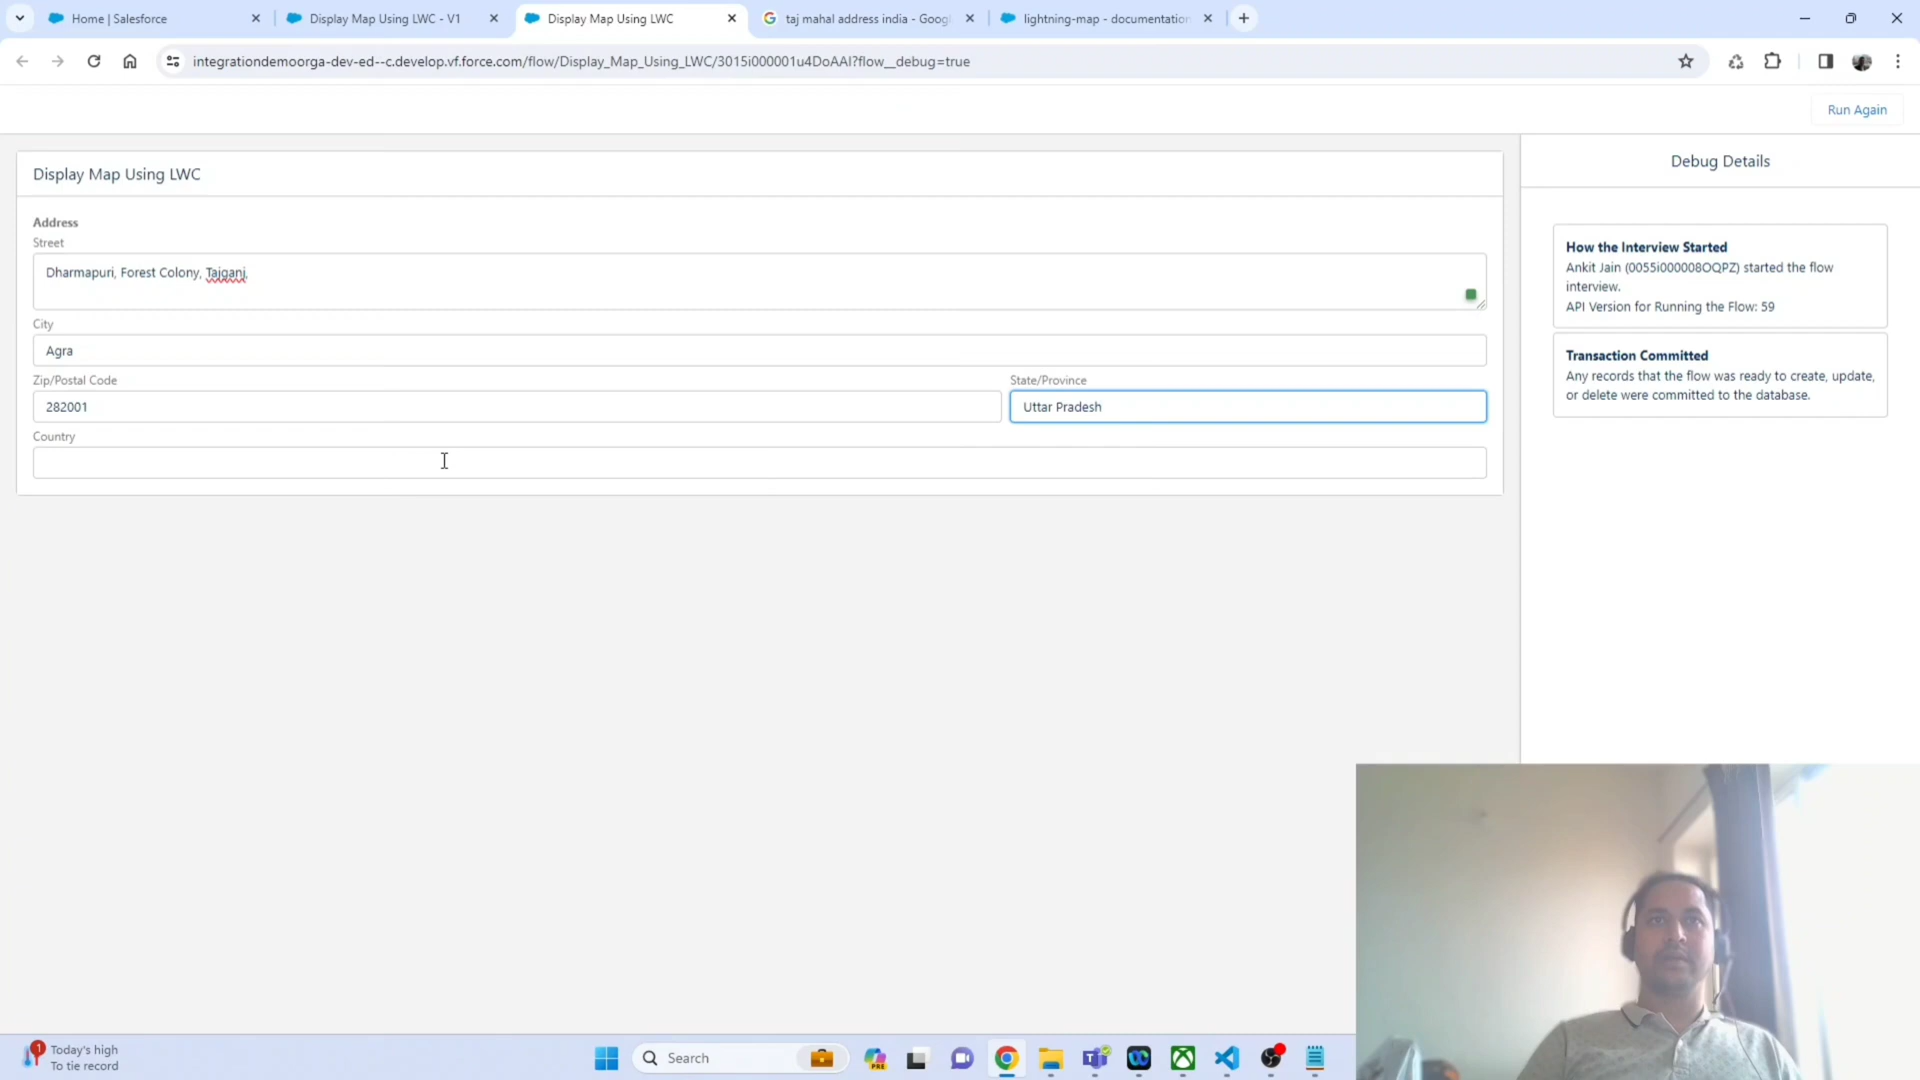 Home | Salesforce
Display Map Using LWC - V1
Display Map Using LWC
taj mahal address india - Googl
lightning-map - documentation
integrationdemoorga-dev-ed--c.develop.vf.force.com/flow/Display_Map_Using_LWC/3015i000001u4DoAAI?flow__debug=true
Run Again
Display Map Using LWC
Debug Details
Address
Street
Dharmapuri, Forest Colony, Tajganj,
City
Agra
Zip/Postal Code
State/Province
282001
Uttar Pradesh
Country
How the Interview Started
Ankit Jain (0055i000008OQPZ) started the flow
interview.
API Version for Running the Flow: 59
Transaction Committed
Any records that the flow was ready to create, update,
or delete were committed to the database.
1
Today's high
To tie record
Search
PRE